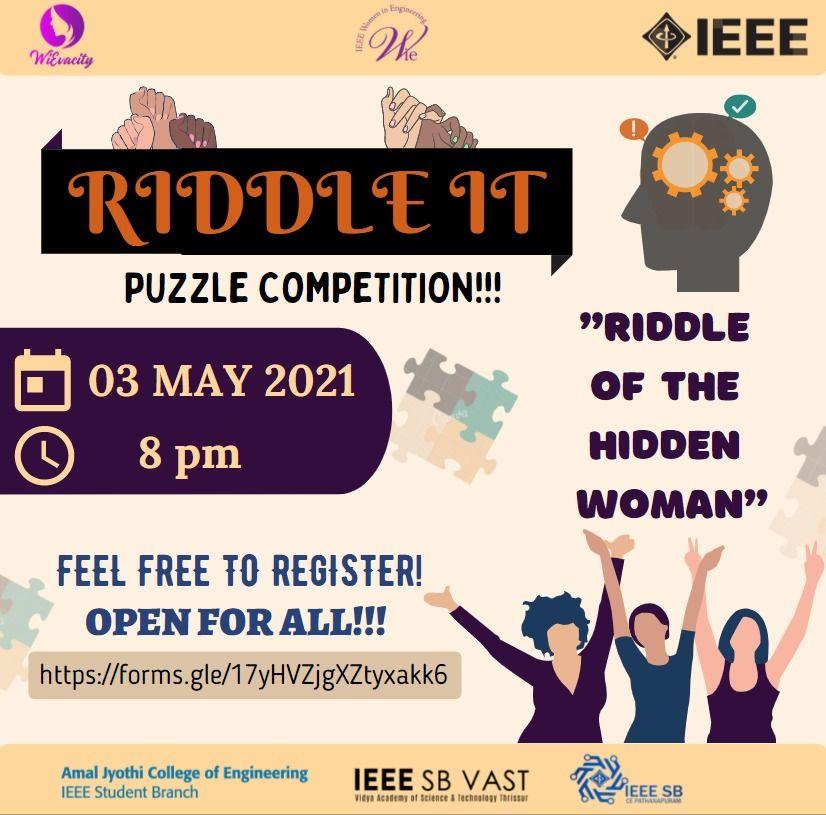 WiEvacity
IEEE Women in Engineering
Wie
IEEE
RIDDLE IT
PUZZLE COMPETITION!!!
03 MAY 2021
8 pm
"RIDDLE
OF THE
HIDDEN
WOMAN"
FEEL FREE TO REGISTER!
OPEN FOR ALL!!!
https://forms.gle/17yHVZjgXZtyxakk6
Amal Jyothi College of Engineering
IEEE Student Branch
IEEE SB VAST
Vidya Academy of Science & Technology Thrissur
IEEE SB
CE PATHANAPURAM